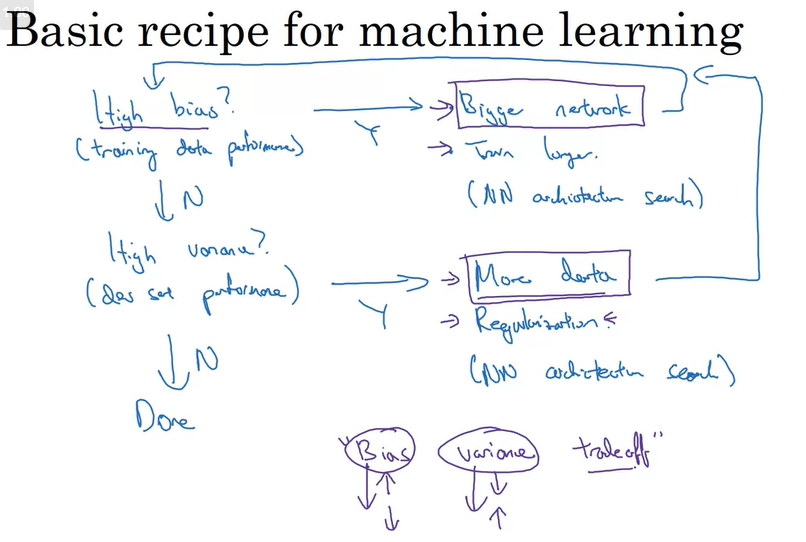 Basic recipe for machine learning
High bias? Y → Bigger network
(training data performance) → Train longer.
N (NN architecture search)
High variance? → More data
(dev set performance) Y → Regularization ←
N (NN architecture search)
Done
"Bias variance tradeoff"